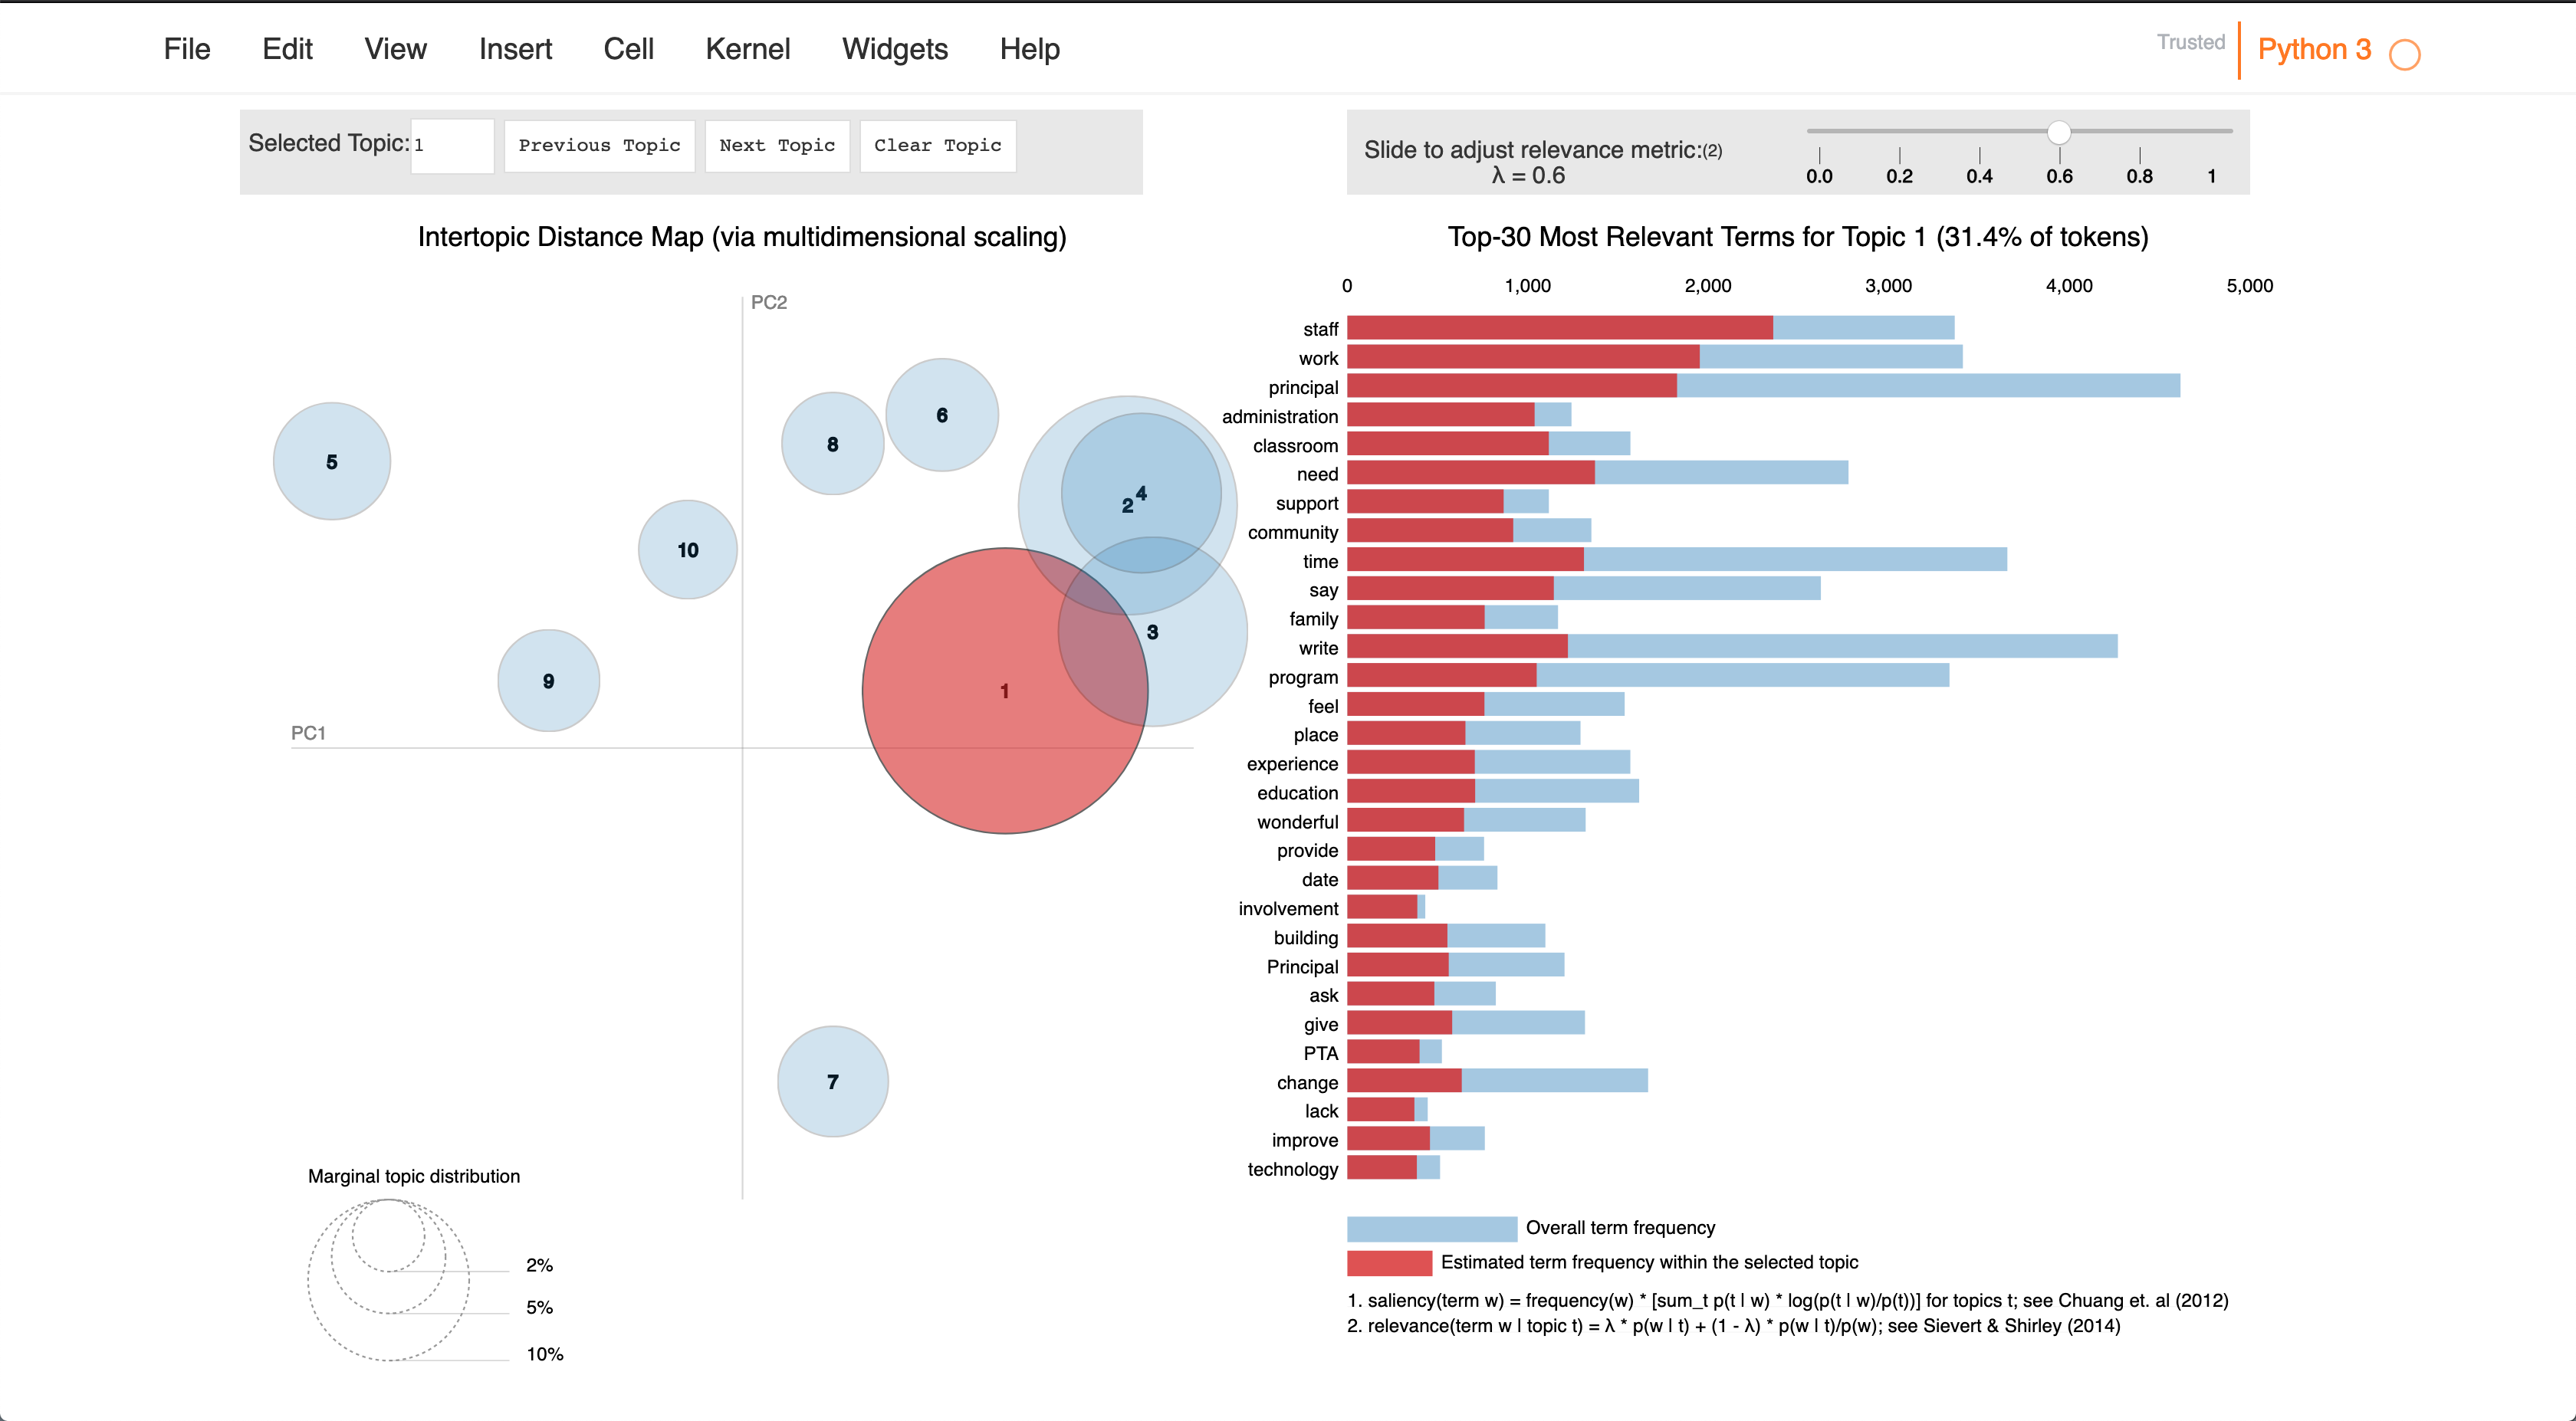 File Edit View Insert Cell Kernel Widgets Help Trusted Python 3
Selected Topic: 1 Previous Topic Next Topic Clear Topic
Slide to adjust relevance metric:(2)
λ = 0.6
0.0 0.2 0.4 0.6 0.8 1
Intertopic Distance Map (via multidimensional scaling)
PC2
5
8
6
4
2
10
3
9
1
PC1
7
Marginal topic distribution
2%
5%
10%
Top-30 Most Relevant Terms for Topic 1 (31.4% of tokens)
0 1,000 2,000 3,000 4,000 5,000
staff
work
principal
administration
classroom
need
support
community
time
say
family
write
program
feel
place
experience
education
wonderful
provide
date
involvement
building
Principal
ask
give
PTA
change
lack
improve
technology
Overall term frequency
Estimated term frequency within the selected topic
1. saliency(term w) = frequency(w) * [sum_t p(t | w) * log(p(t | w)/p(t))] for topics t; see Chuang et. al (2012)
2. relevance(term w | topic t) = λ * p(w | t) + (1 - λ) * p(w | t)/p(w); see Sievert & Shirley (2014)